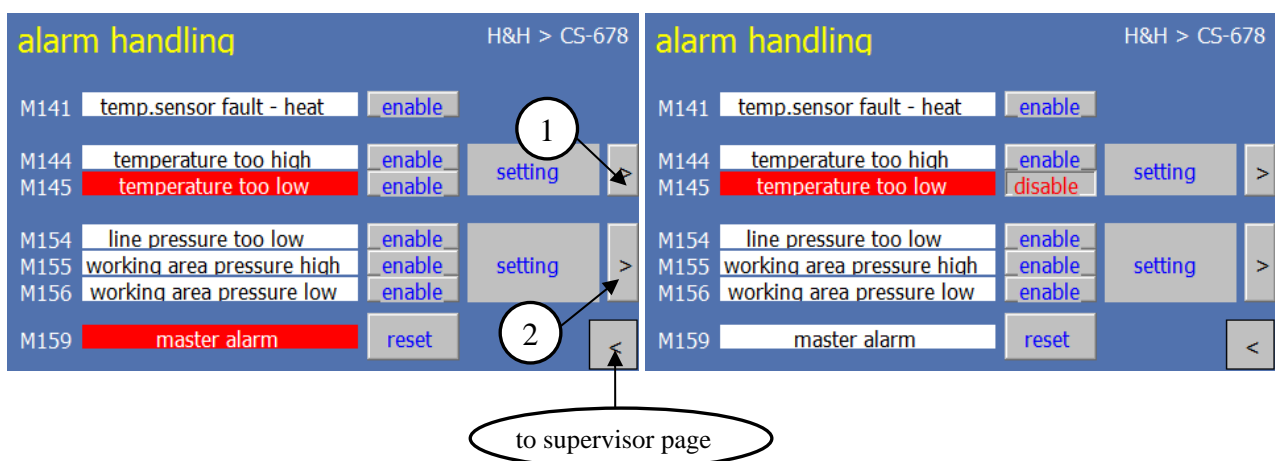 alarm handling H&H > CS-678
M141 temp.sensor fault - heat enable
1
M144 temperature too high enable
M145 temperature too low enable
setting >
M154 line pressure too low enable
M155 working area pressure high enable
M156 working area pressure low enable
setting >
2
M159 master alarm reset <
to supervisor page
alarm handling H&H > CS-678
M141 temp.sensor fault - heat enable
M144 temperature too high enable
M145 temperature too low disable
setting >
M154 line pressure too low enable
M155 working area pressure high enable
M156 working area pressure low enable
setting >
M159 master alarm reset <